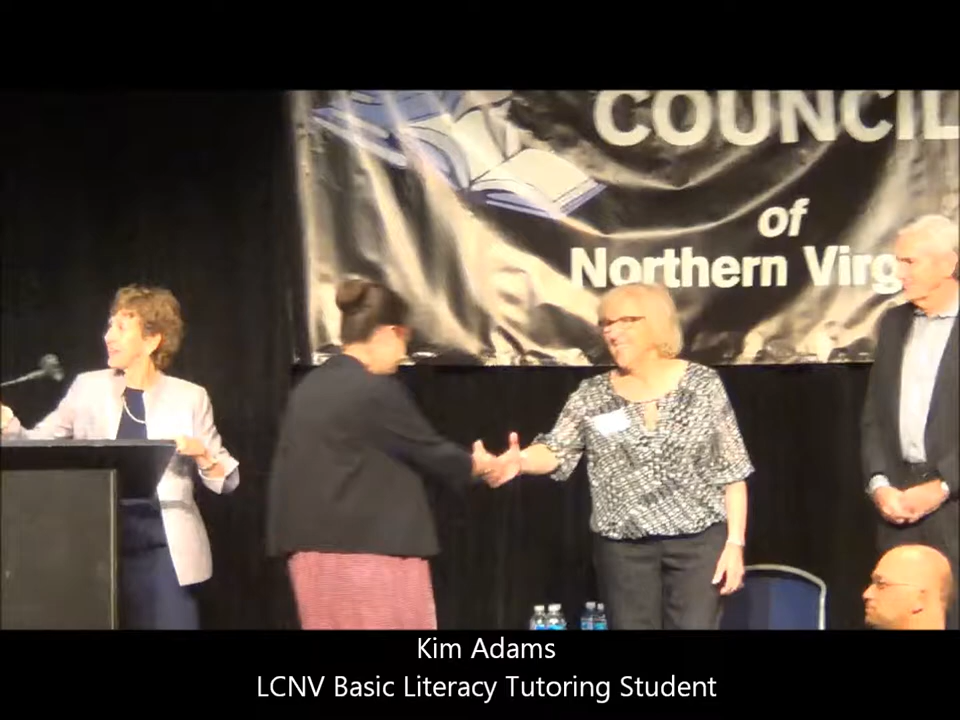 COUNCIL
of
Northern Virg
Kim Adams
LCNV Basic Literacy Tutoring Student